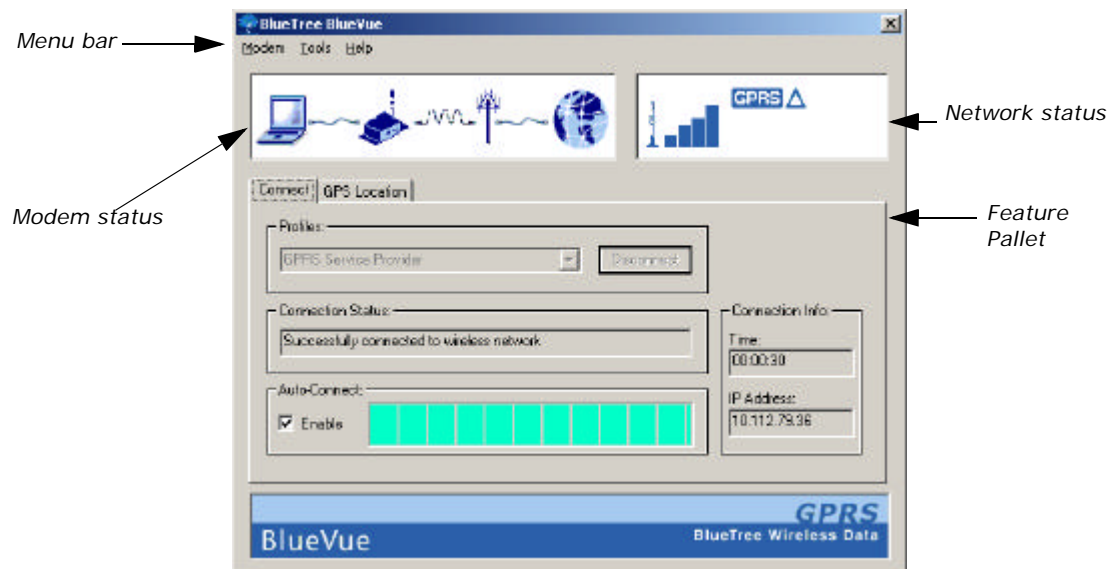 BlueTree BlueVue
Menu bar
Modem Tools Help
GPRS
Network status
Modem status
Connect GPS Location
Feature
Pallet
Profiles:
GPRS Service Provider
Disconnect
Connection Status:
Successfully connected to wireless network
Connection Info:
Time:
00:00:30
Auto-Connect:
Enable
IP Address:
10.112.79.36
GPRS
BlueVue
BlueTree Wireless Data